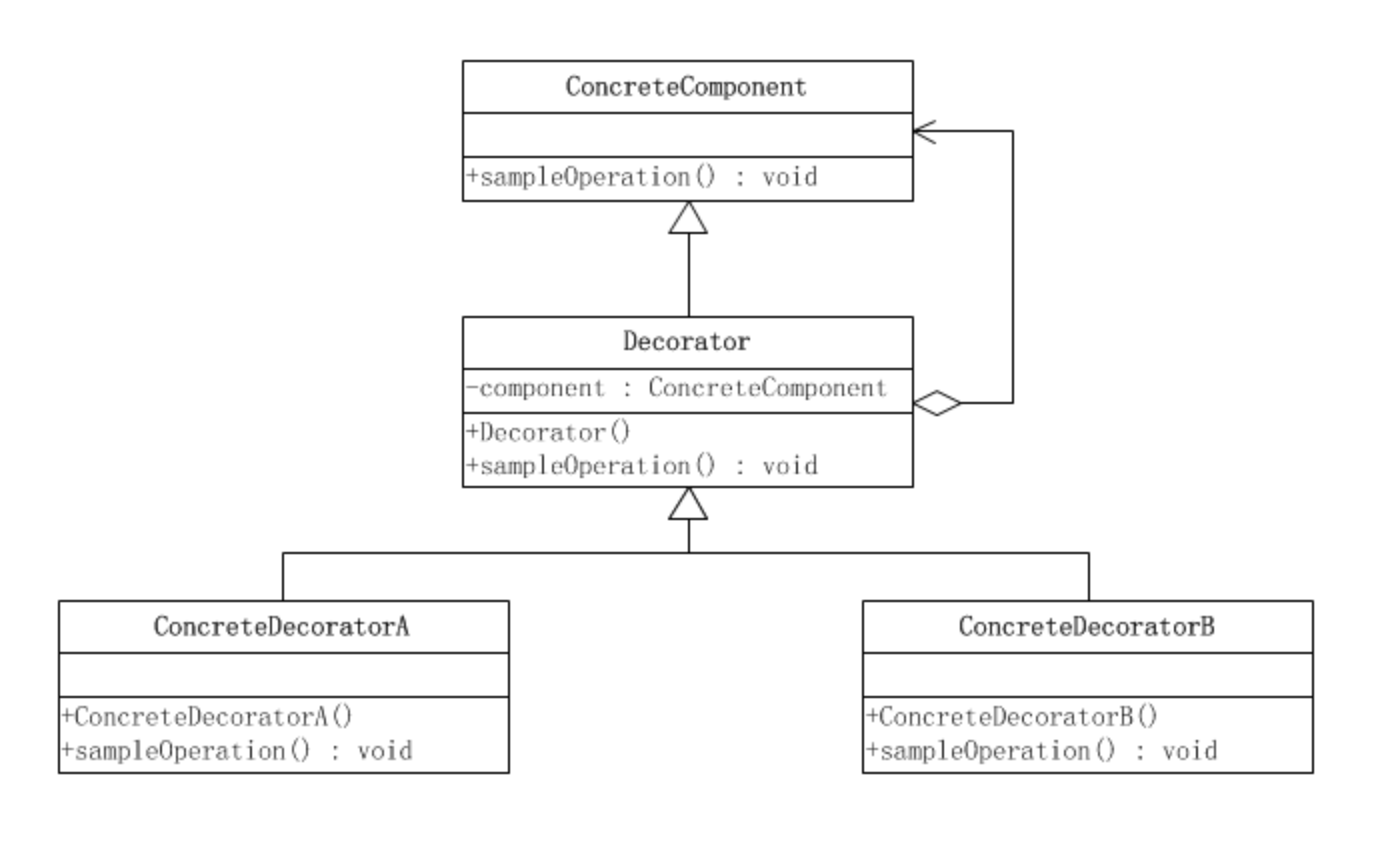 ConcreteComponent
+sampleOperation() : void
Decorator
-component : ConcreteComponent
+Decorator()
+sampleOperation() : void
ConcreteDecoratorA
+ConcreteDecoratorA()
+sampleOperation() : void
ConcreteDecoratorB
+ConcreteDecoratorB()
+sampleOperation() : void